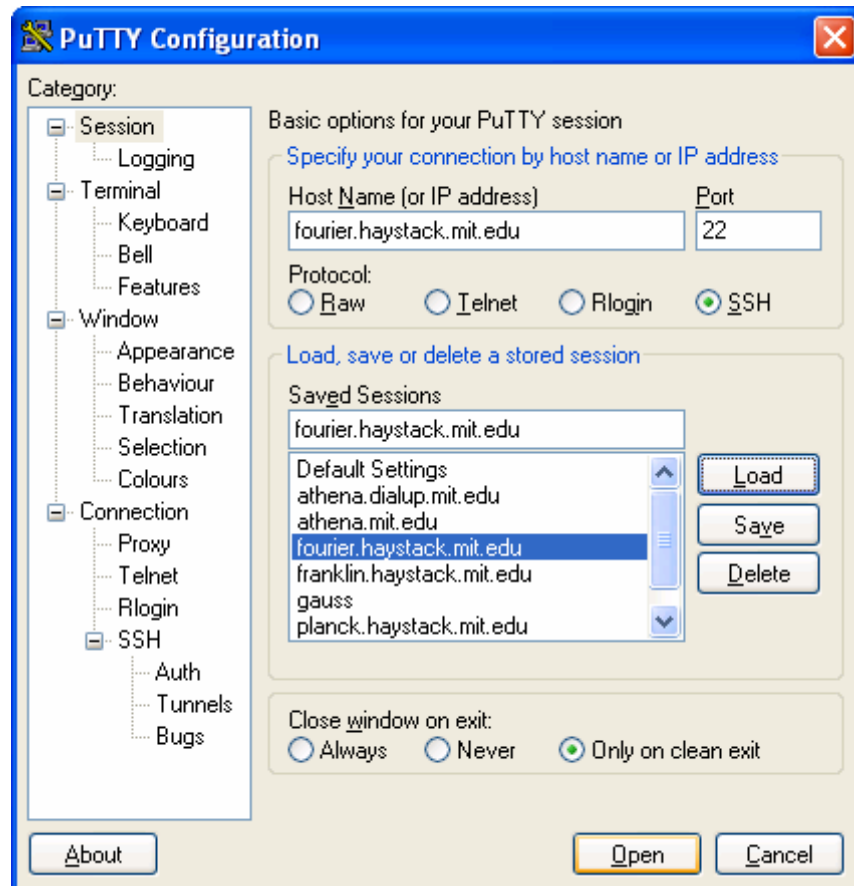 PuTTY Configuration
Category:
Session
Logging
Terminal
Keyboard
Bell
Features
Window
Appearance
Behaviour
Translation
Selection
Colours
Connection
Proxy
Telnet
Rlogin
SSH
Auth
Tunnels
Bugs
Basic options for your PuTTY session
Specify your connection by host name or IP address
Host Name (or IP address) Port
fourier.haystack.mit.edu 22
Protocol:
Raw Telnet Rlogin SSH
Load, save or delete a stored session
Saved Sessions
fourier.haystack.mit.edu
Default Settings
athena.dialup.mit.edu
athena.mit.edu
fourier.haystack.mit.edu
franklin.haystack.mit.edu
gauss
planck.haystack.mit.edu
Load
Save
Delete
Close window on exit:
Always Never Only on clean exit
About Open Cancel